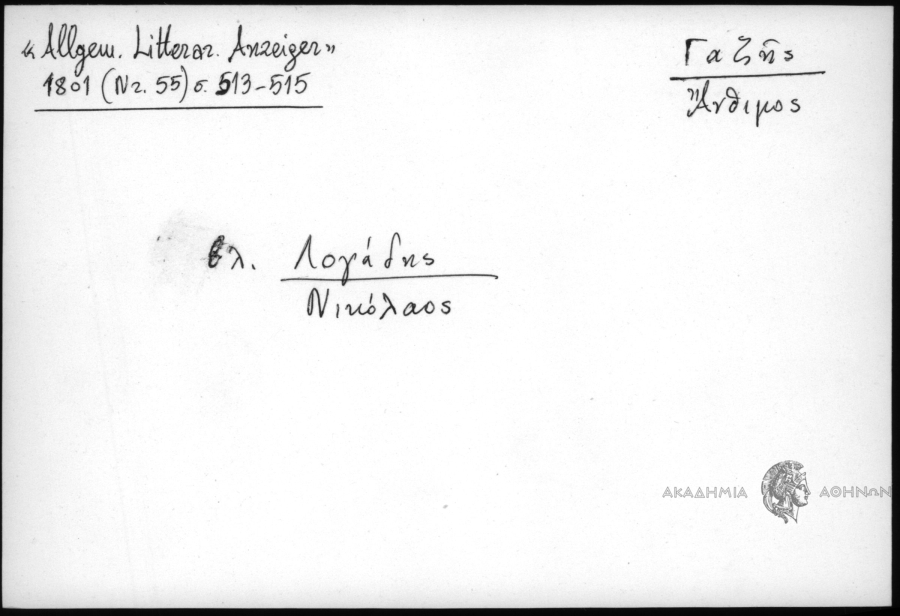 «Allgem. Litterar. Anzeiger»
1801 (Nr. 55) σ. 513-515
Γαζῆς
Ἄνθιμος
βλ. Λογάδης
Νικόλαος
ΑΚΑΔΗΜΙΑ ΑΘΗΝΩΝ